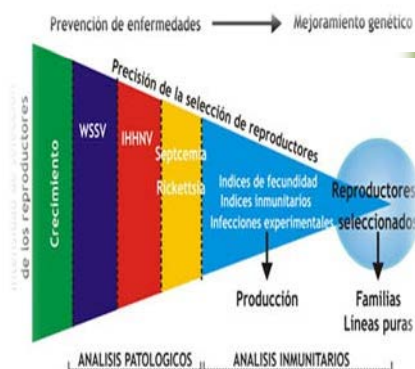 Prevención de enfermedades
Mejoramiento genético
Precisión de la selección de reproductores
de los reproductores
Crecimiento
WSSV
IHHNV
Septcemia
Rickettsia
Indices de fecundidad
Indices inmunitarios
Infecciones experimentales
Reproductores
seleccionados
Producción
Familias
Lineas puras
ANALISIS PATOLOGICOS
ANALISIS INMUNITARIOS